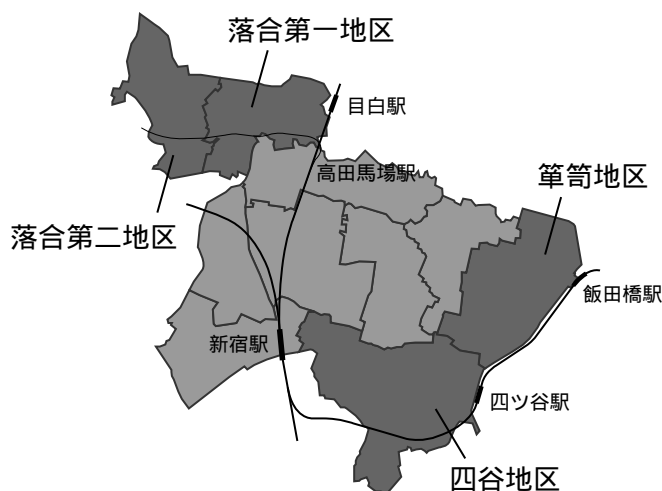 落合第一地区
目白駅
高田馬場駅
箪笥地区
落合第二地区
飯田橋駅
新宿駅
四ツ谷駅
四谷地区